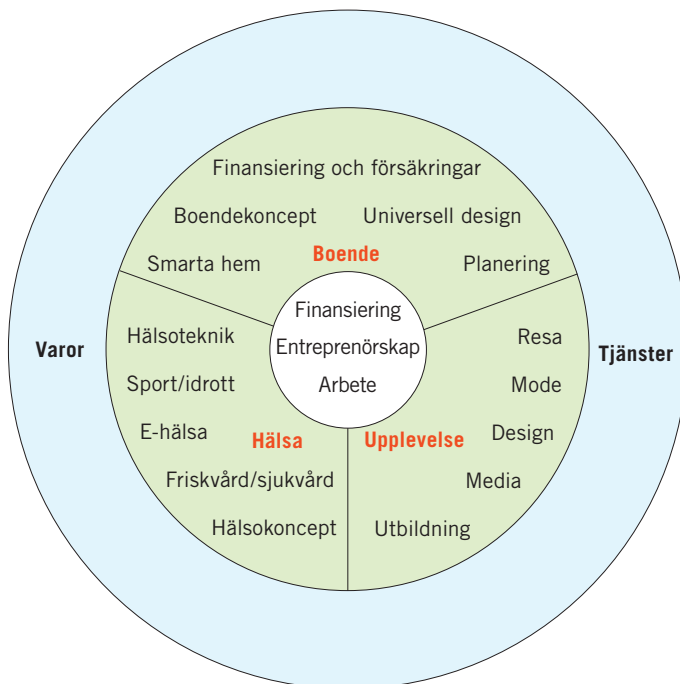 Finansiering och försäkringar
Boendekoncept Universell design
Boende
Smarta hem Planering
Finansiering
Entreprenörskap
Arbete
Varor
Hälsoteknik
Sport/idrott
E-hälsa
Hälsa
Friskvård/sjukvård
Hälsokoncept
Resa
Tjänster
Mode
Design
Upplevelse
Media
Utbildning